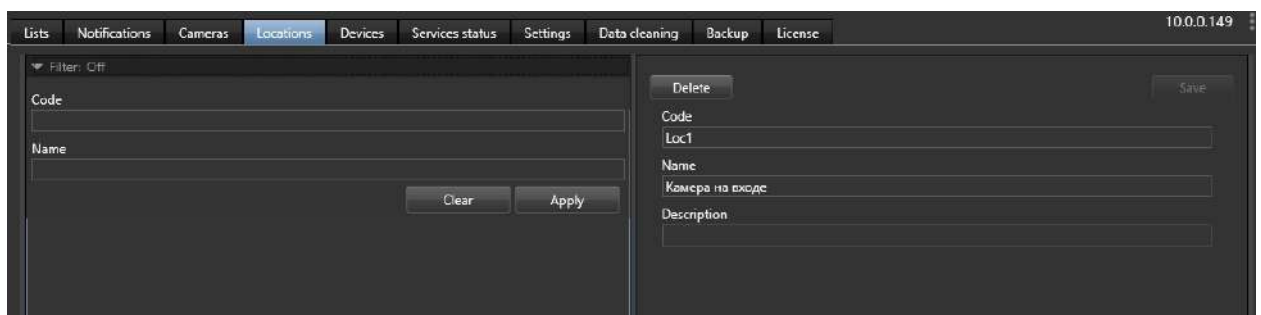 10.0.0.149
Lists Notifications Cameras Locations Devices Services status Settings Data cleaning Backup License
Filter: Off
Code
Name
Clear Apply
Delete Save
Code
Loc1
Name
Камера на входе
Description